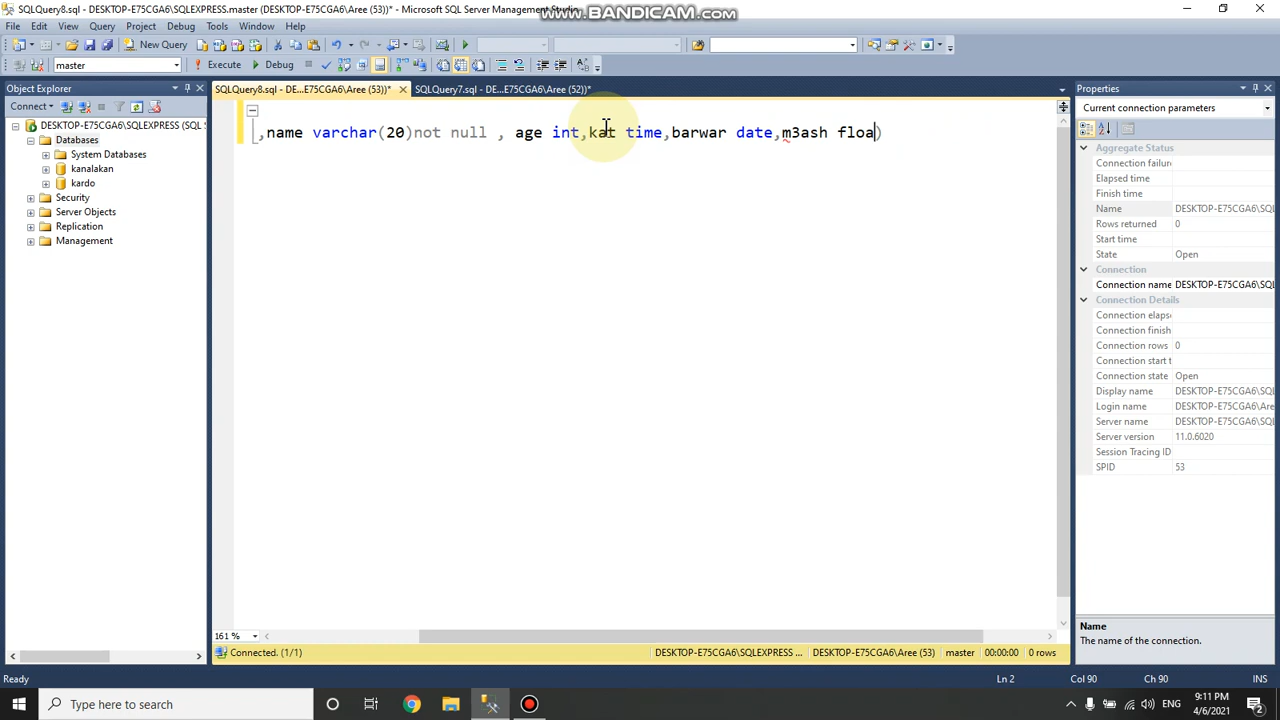 SQLQuery8.sql - DESKTOP-E75CGA6\SQLEXPRESS.master (DESKTOP-E75CGA6\Aree (53))* - Microsoft SQL Server Management Studio
www.BANDICAM.com
File Edit View Query Project Debug Tools Window Help
New Query
master Execute Debug
Object Explorer
Connect
DESKTOP-E75CGA6\SQLEXPRESS (SQL S
Databases
System Databases
kanalakan
kardo
Security
Server Objects
Replication
Management
SQLQuery8.sql - DE...E75CGA6\Aree (53))* SQLQuery7.sql - DE...E75CGA6\Aree (52))*
,name varchar(20)not null , age int,kat time,barwar date,m3ash floa)
161 %
Connected. (1/1) DESKTOP-E75CGA6\SQLEXPRESS ... DESKTOP-E75CGA6\Aree (53) master 00:00:00 0 rows
Properties
Current connection parameters
Aggregate Status
Connection failure
Elapsed time
Finish time
Name DESKTOP-E75CGA6\SQL
Rows returned 0
Start time
State Open
Connection
Connection name DESKTOP-E75CGA6\SQL
Connection Details
Connection elapse
Connection finish
Connection rows 0
Connection start t
Connection state Open
Display name DESKTOP-E75CGA6\SQL
Login name DESKTOP-E75CGA6\Aree
Server name DESKTOP-E75CGA6\SQL
Server version 11.0.6020
Session Tracing ID
SPID 53
Name
The name of the connection.
Ready Ln 2 Col 90 Ch 90 INS
Type here to search
ENG
9:11 PM
4/6/2021
2